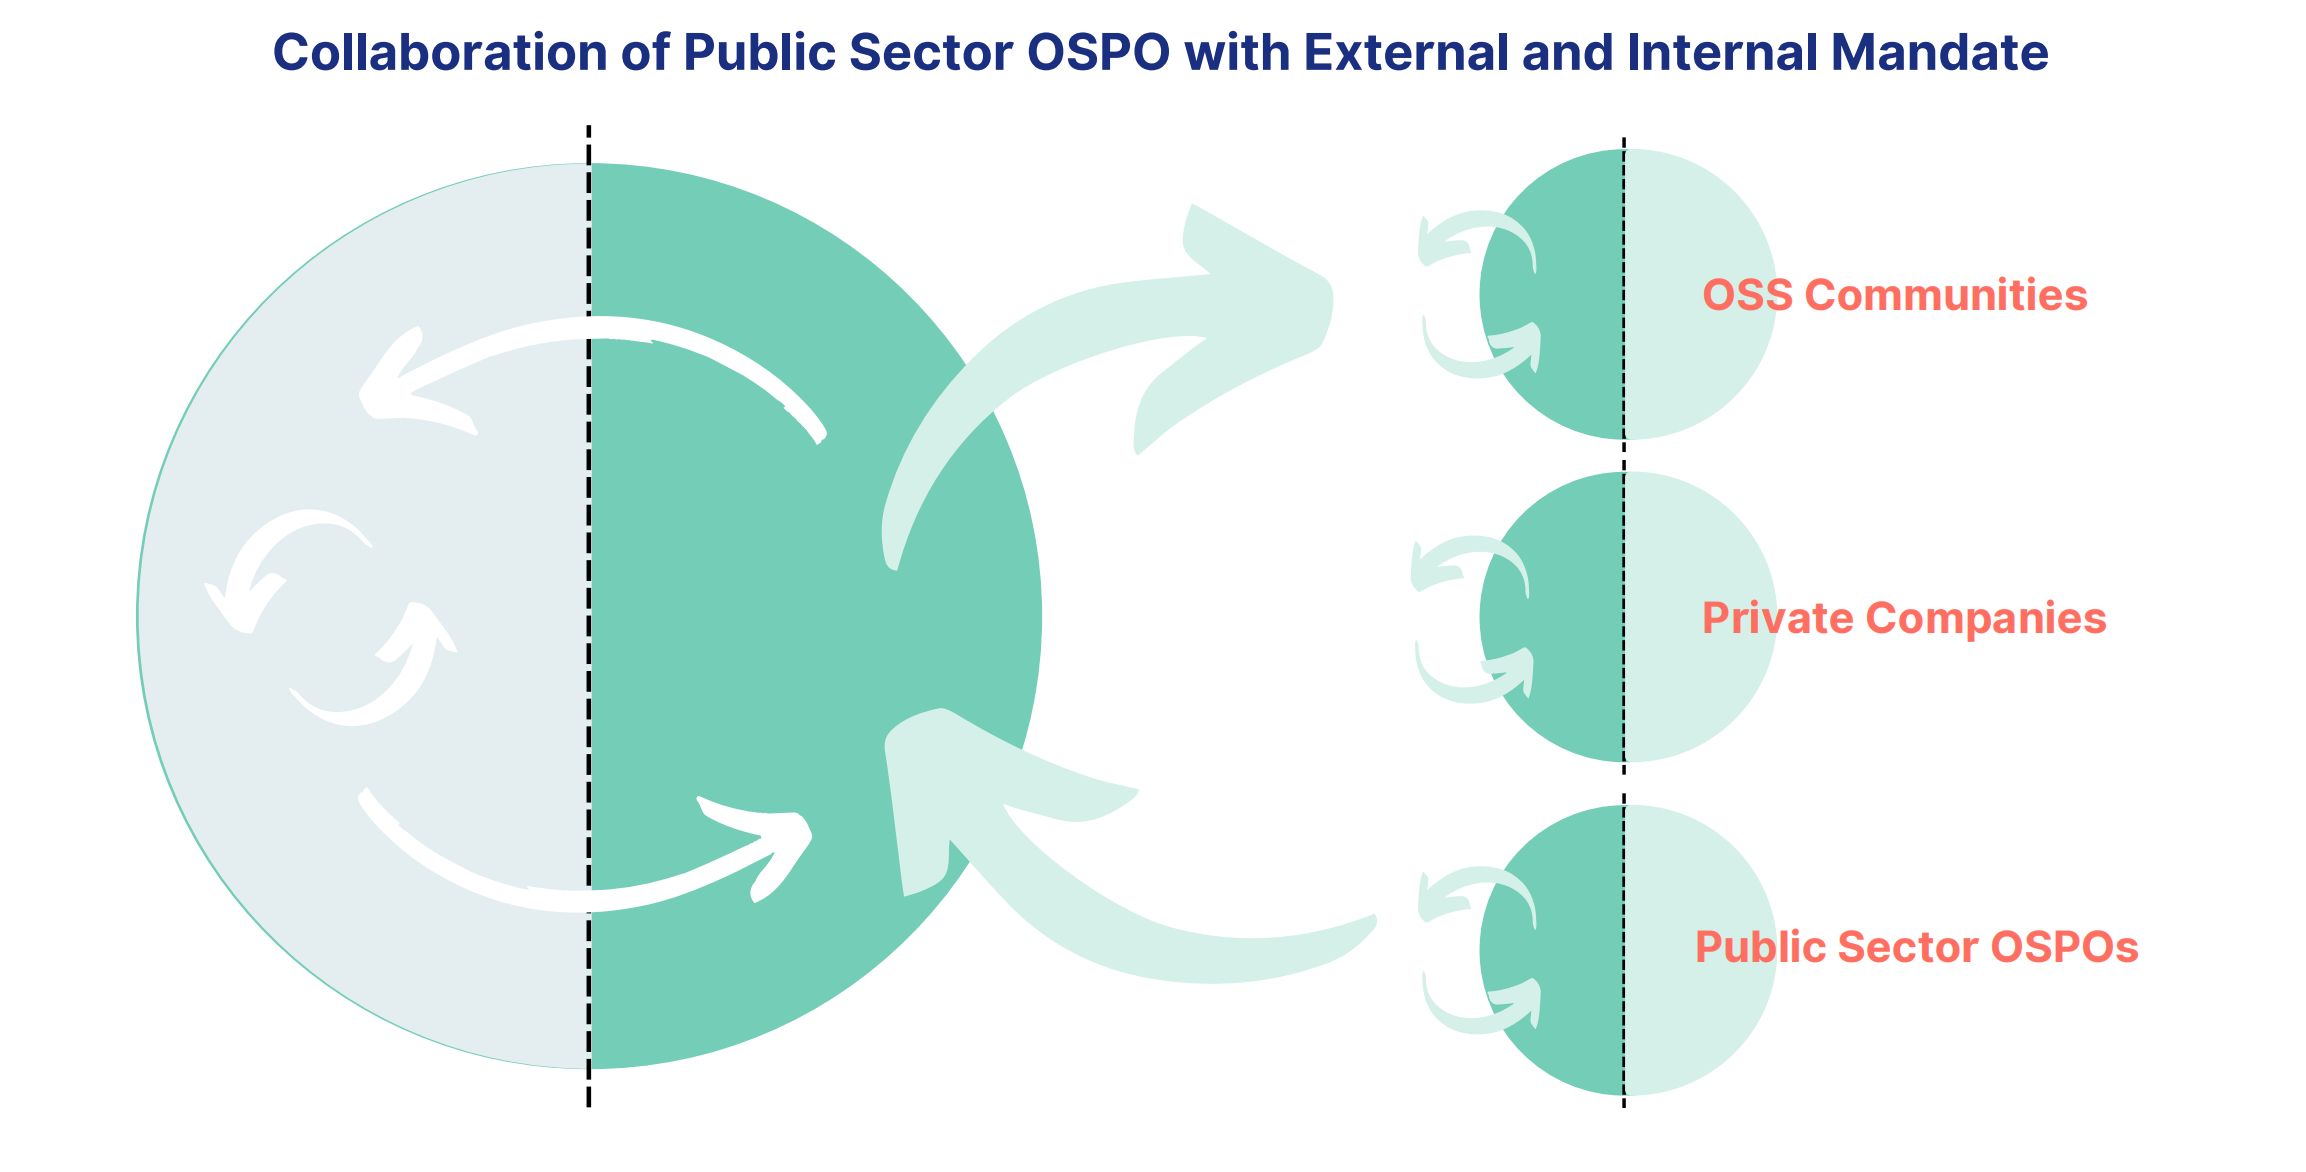 Collaboration of Public Sector OSPO with External and Internal Mandate
OSS Communities
Private Companies
Public Sector OSPOs